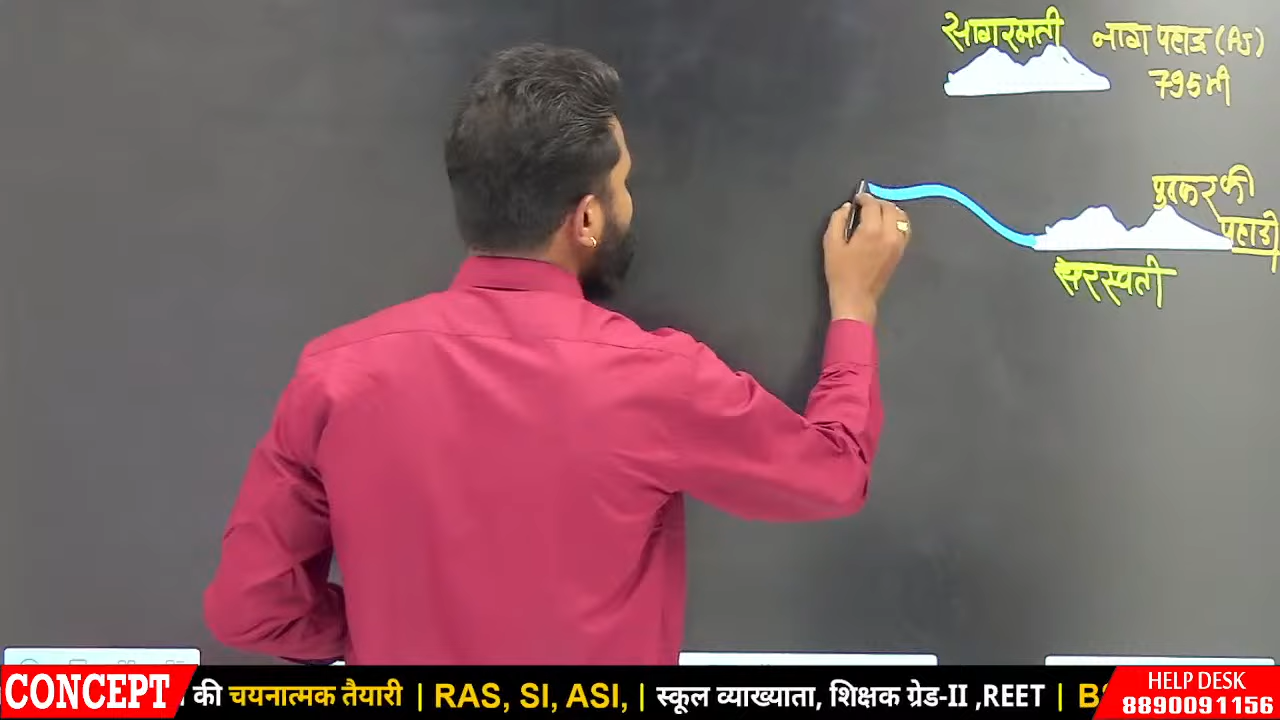 सागरमती
नाग पहाड़ (AJ)
795 मी
पुष्कर की
पहाड़ी
सरस्वती
CONCEPT
की चयनात्मक तैयारी | RAS, SI, ASI, | स्कूल व्याख्याता, शिक्षक ग्रेड-II ,REET |
HELP DESK
8890091156